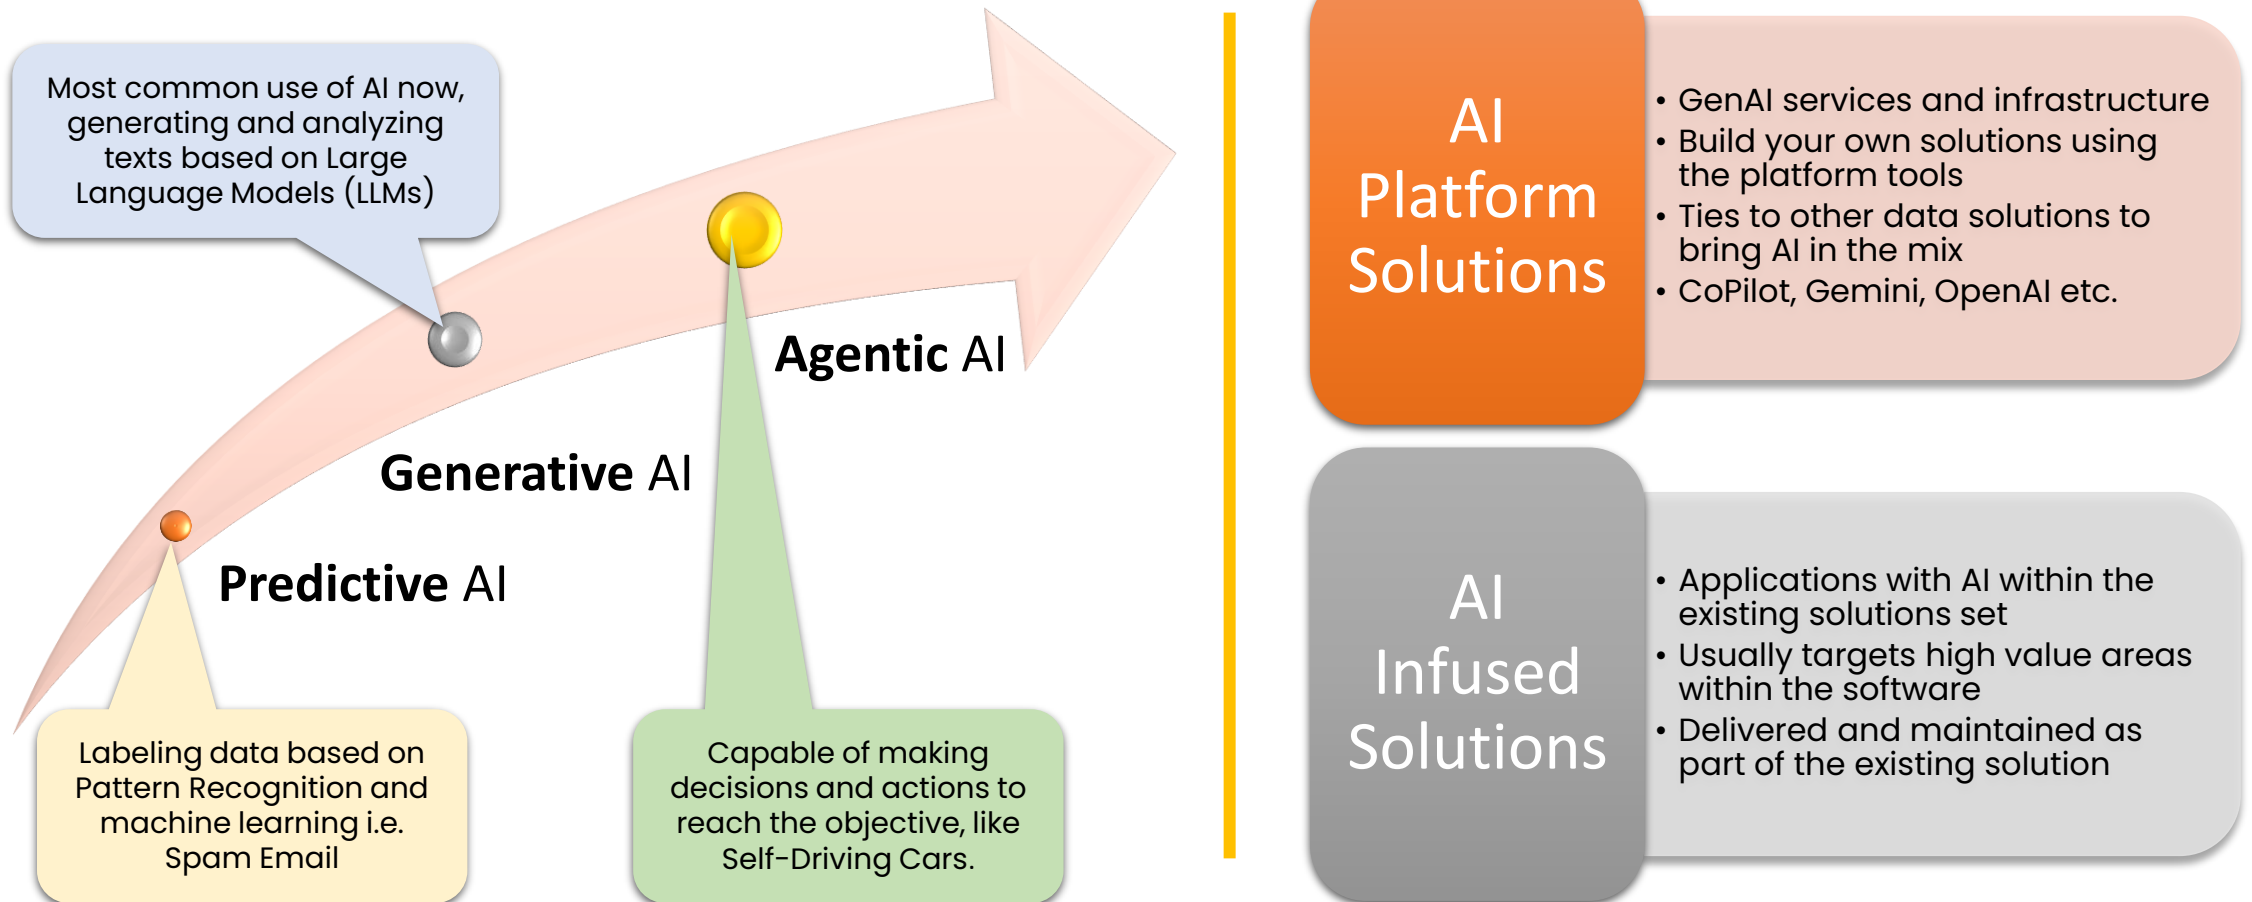 Most common use of AI now,
generating and analyzing
texts based on Large
Language Models (LLMs)
Agentic AI
Generative AI
Predictive AI
Labeling data based on
Pattern Recognition and
machine learning i.e.
Spam Email
Capable of making
decisions and actions to
reach the objective, like
Self-Driving Cars.
AI
Platform
Solutions
• GenAI services and infrastructure
• Build your own solutions using
the platform tools
• Ties to other data solutions to
bring AI in the mix
• CoPilot, Gemini, OpenAI etc.
AI
Infused
Solutions
• Applications with AI within the
existing solutions set
• Usually targets high value areas
within the software
• Delivered and maintained as
part of the existing solution